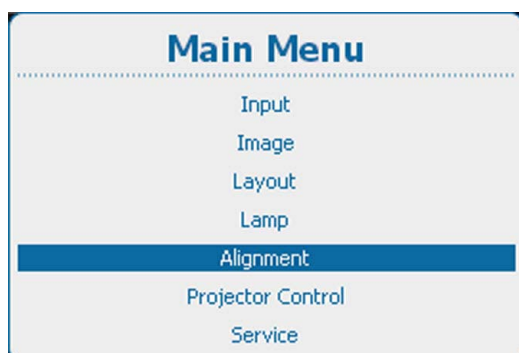 Main Menu
Input
Image
Layout
Lamp
Alignment
Projector Control
Service